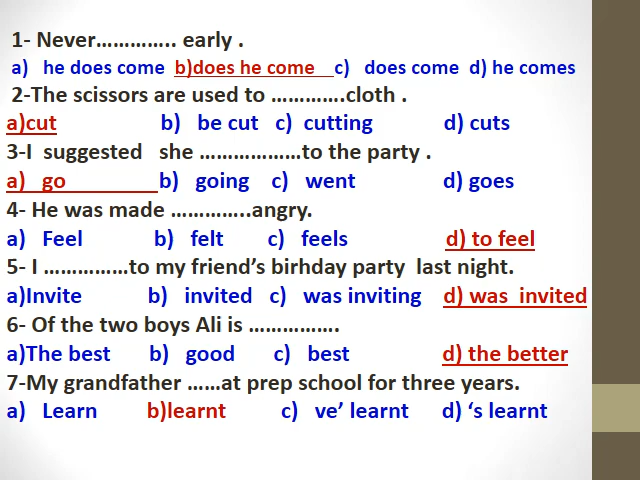 1- Never………….. early .
a) he does come b)does he come c) does come d) he comes
2-The scissors are used to ………….cloth .
a)cut b) be cut c) cutting d) cuts
3-I suggested she ………………to the party .
a) go b) going c) went d) goes
4- He was made …………..angry.
a) Feel b) felt c) feels d) to feel
5- I ……………to my friend’s birhday party last night.
a)Invite b) invited c) was inviting d) was invited
6- Of the two boys Ali is …………….
a)The best b) good c) best d) the better
7-My grandfather ……at prep school for three years.
a) Learn b)learnt c) ve’ learnt d) ‘s learnt